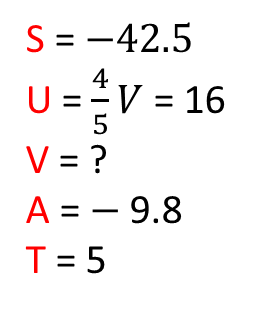 S = −42.5
U = 4/5 V = 16
V = ?
A = − 9.8
T = 5